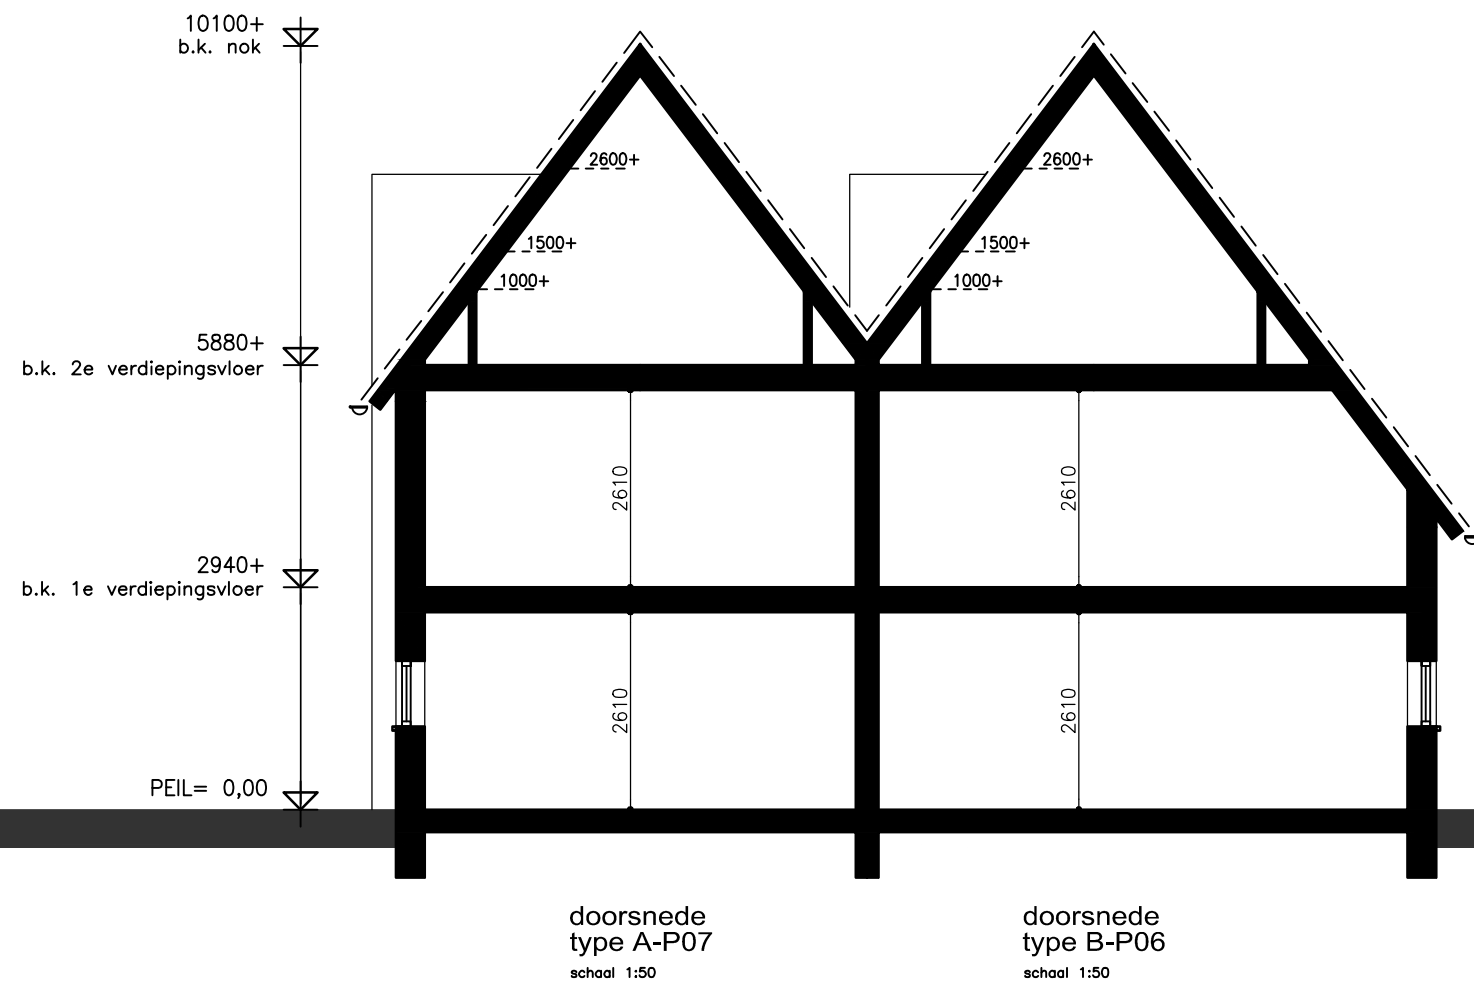 10100+
b.k. nok
2600+
2600+
1500+
1500+
1000+
1000+
5880+
b.k. 2e verdiepingsvloer
2610
2610
2940+
b.k. 1e verdiepingsvloer
2610
2610
PEIL= 0,00
doorsnede
type A-P07
schaal 1:50
doorsnede
type B-P06
schaal 1:50